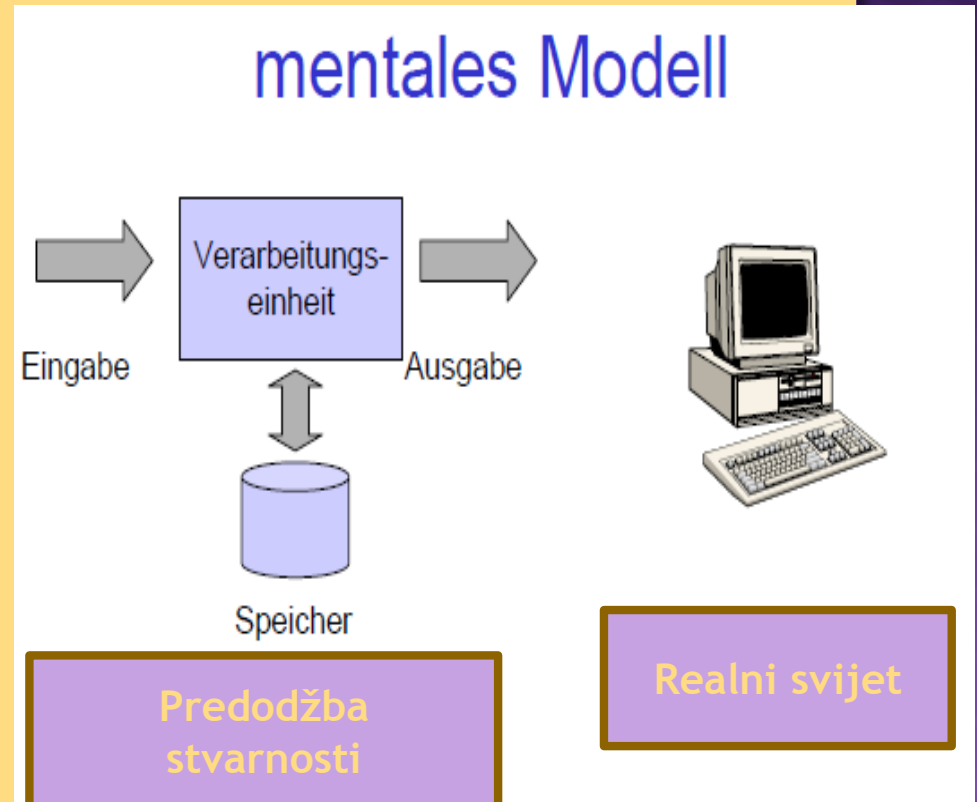 mentales Modell
Verarbeitungs-
einheit
Eingabe
Ausgabe
Speicher
Predodžba
stvarnosti
Realni svijet